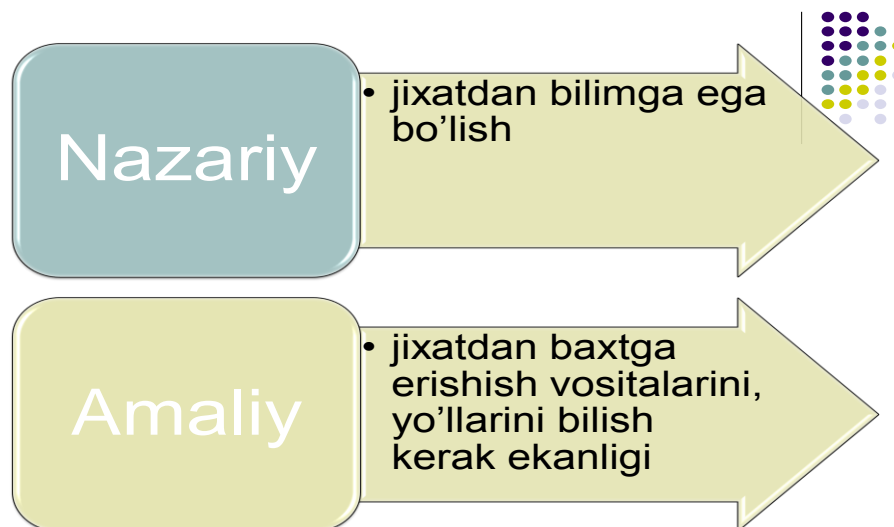 Nazariy
• jixatdan bilimga ega
bo’lish
Amaliy
• jixatdan baxtga
erishish vositalarini,
yo’llarini bilish
kerak ekanligi